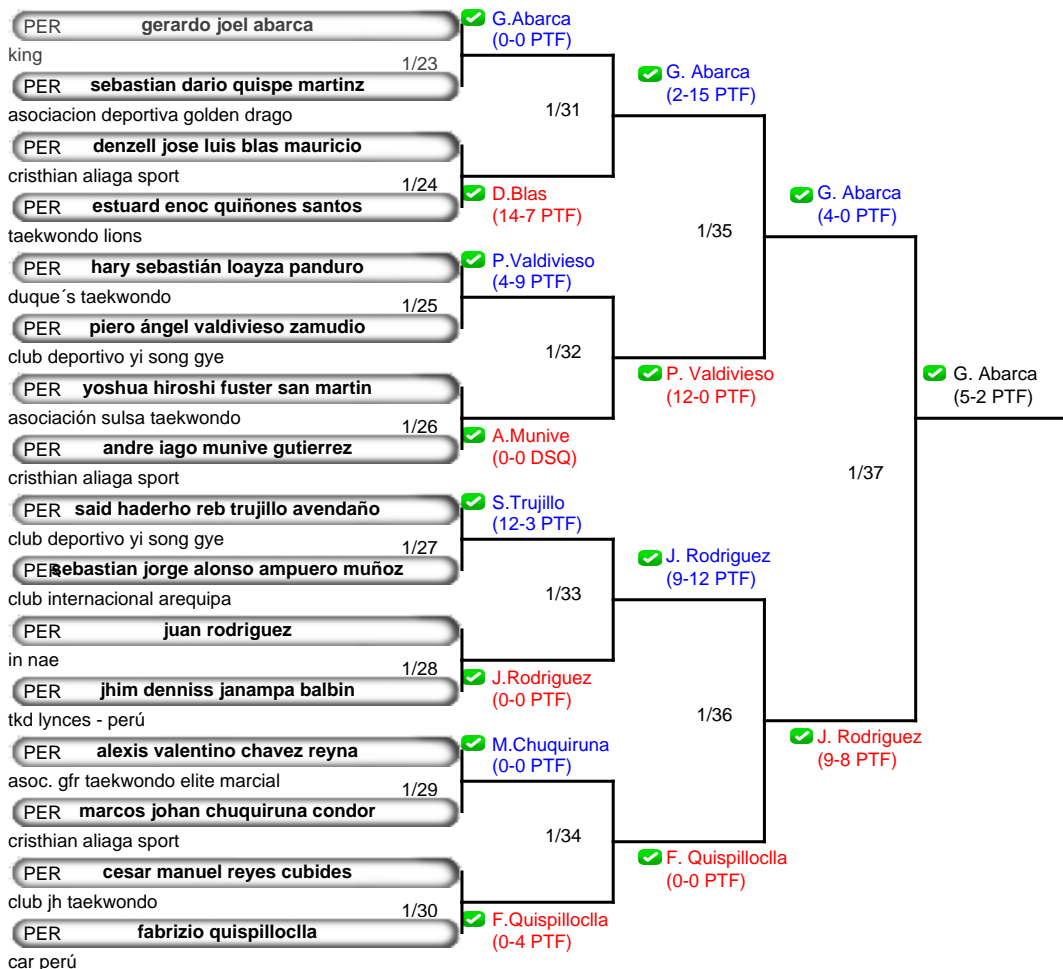 PER gerardo joel abarca
king
1/23
PER sebastian dario quispe martinz
asociacion deportiva golden drago
PER denzell jose luis blas mauricio
cristhian aliaga sport
1/24
PER estuard enoc quiñones santos
taekwondo lions
PER hary sebastián loayza panduro
duque´s taekwondo
1/25
PER piero ángel valdivieso zamudio
club deportivo yi song gye
PER yoshua hiroshi fuster san martin
asociación sulsa taekwondo
1/26
PER andre iago munive gutierrez
cristhian aliaga sport
PER said haderho reb trujillo avendaño
club deportivo yi song gye
1/27
PER sebastian jorge alonso ampuero muñoz
club internacional arequipa
PER juan rodriguez
in nae
1/28
PER jhim denniss janampa balbin
tkd lynces - perú
PER alexis valentino chavez reyna
asoc. gfr taekwondo elite marcial
1/29
PER marcos johan chuquiruna condor
cristhian aliaga sport
PER cesar manuel reyes cubides
club jh taekwondo
1/30
PER fabrizio quispilloclla
car perú
G.Abarca
(0-0 PTF)
1/31
D.Blas
(14-7 PTF)
P.Valdivieso
(4-9 PTF)
1/32
A.Munive
(0-0 DSQ)
S.Trujillo
(12-3 PTF)
1/33
J.Rodriguez
(0-0 PTF)
M.Chuquiruna
(0-0 PTF)
1/34
F.Quispilloclla
(0-4 PTF)
G. Abarca
(2-15 PTF)
1/35
P. Valdivieso
(12-0 PTF)
J. Rodriguez
(9-12 PTF)
1/36
F. Quispilloclla
(0-0 PTF)
G. Abarca
(4-0 PTF)
1/37
J. Rodriguez
(9-8 PTF)
G. Abarca
(5-2 PTF)